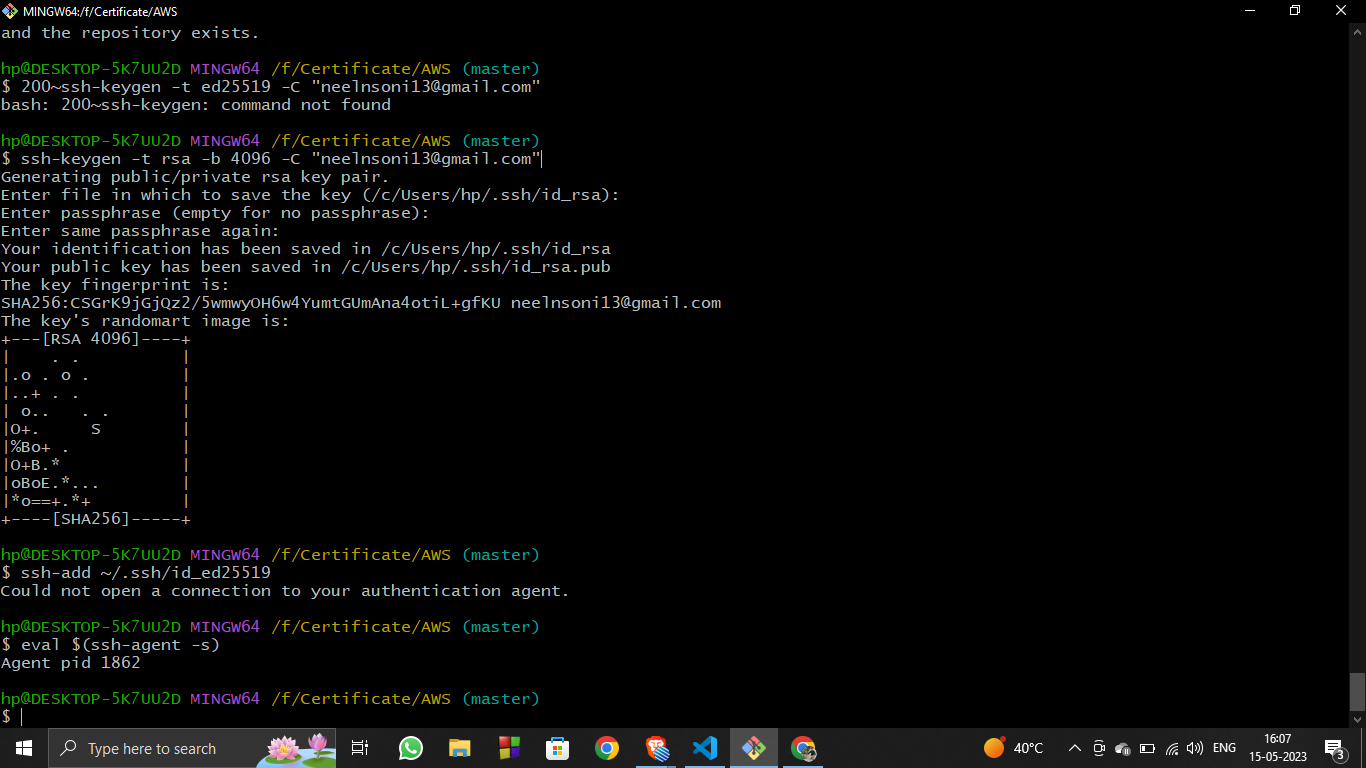 MINGW64:/f/Certificate/AWS
and the repository exists.
hp@DESKTOP-5K7UU2D MINGW64 /f/Certificate/AWS (master)
$ 200~ssh-keygen -t ed25519 -C "neelnsoni13@gmail.com"
bash: 200~ssh-keygen: command not found
hp@DESKTOP-5K7UU2D MINGW64 /f/Certificate/AWS (master)
$ ssh-keygen -t rsa -b 4096 -C "neelnsoni13@gmail.com"
Generating public/private rsa key pair.
Enter file in which to save the key (/c/Users/hp/.ssh/id_rsa):
Enter passphrase (empty for no passphrase):
Enter same passphrase again:
Your identification has been saved in /c/Users/hp/.ssh/id_rsa
Your public key has been saved in /c/Users/hp/.ssh/id_rsa.pub
The key fingerprint is:
SHA256:CSGrK9jGjQz2/5wmwyOH6w4YumtGUmAna4otiL+gfKU neelnsoni13@gmail.com
The key's randomart image is:
+---[RSA 4096]----+
|    . .          |
|.o . o .         |
|..+ . .          |
| o..   . .       |
|O+.     S        |
|%Bo+ .           |
|O+B.*            |
|oBoE.*...        |
|*o==+.*+         |
+----[SHA256]-----+
hp@DESKTOP-5K7UU2D MINGW64 /f/Certificate/AWS (master)
$ ssh-add ~/.ssh/id_ed25519
Could not open a connection to your authentication agent.
hp@DESKTOP-5K7UU2D MINGW64 /f/Certificate/AWS (master)
$ eval $(ssh-agent -s)
Agent pid 1862
hp@DESKTOP-5K7UU2D MINGW64 /f/Certificate/AWS (master)
$
Type here to search
40°C
ENG
16:07
15-05-2023
3